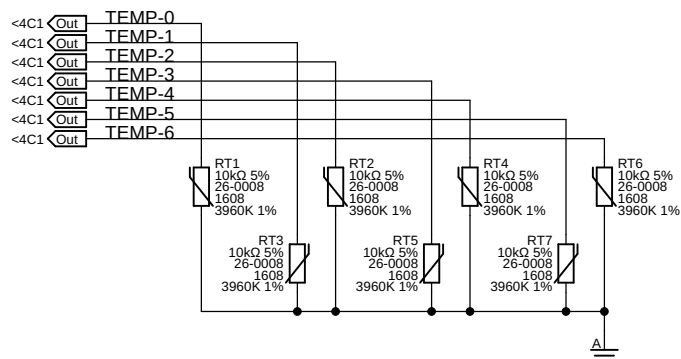 <4C1 Out TEMP-0
<4C1 Out TEMP-1
<4C1 Out TEMP-2
<4C1 Out TEMP-3
<4C1 Out TEMP-4
<4C1 Out TEMP-5
<4C1 Out TEMP-6
RT1
10kΩ 5%
26-0008
1608
3960K 1%
RT2
10kΩ 5%
26-0008
1608
3960K 1%
RT4
10kΩ 5%
26-0008
1608
3960K 1%
RT6
10kΩ 5%
26-0008
1608
3960K 1%
RT3
10kΩ 5%
26-0008
1608
3960K 1%
RT5
10kΩ 5%
26-0008
1608
3960K 1%
RT7
10kΩ 5%
26-0008
1608
3960K 1%
A